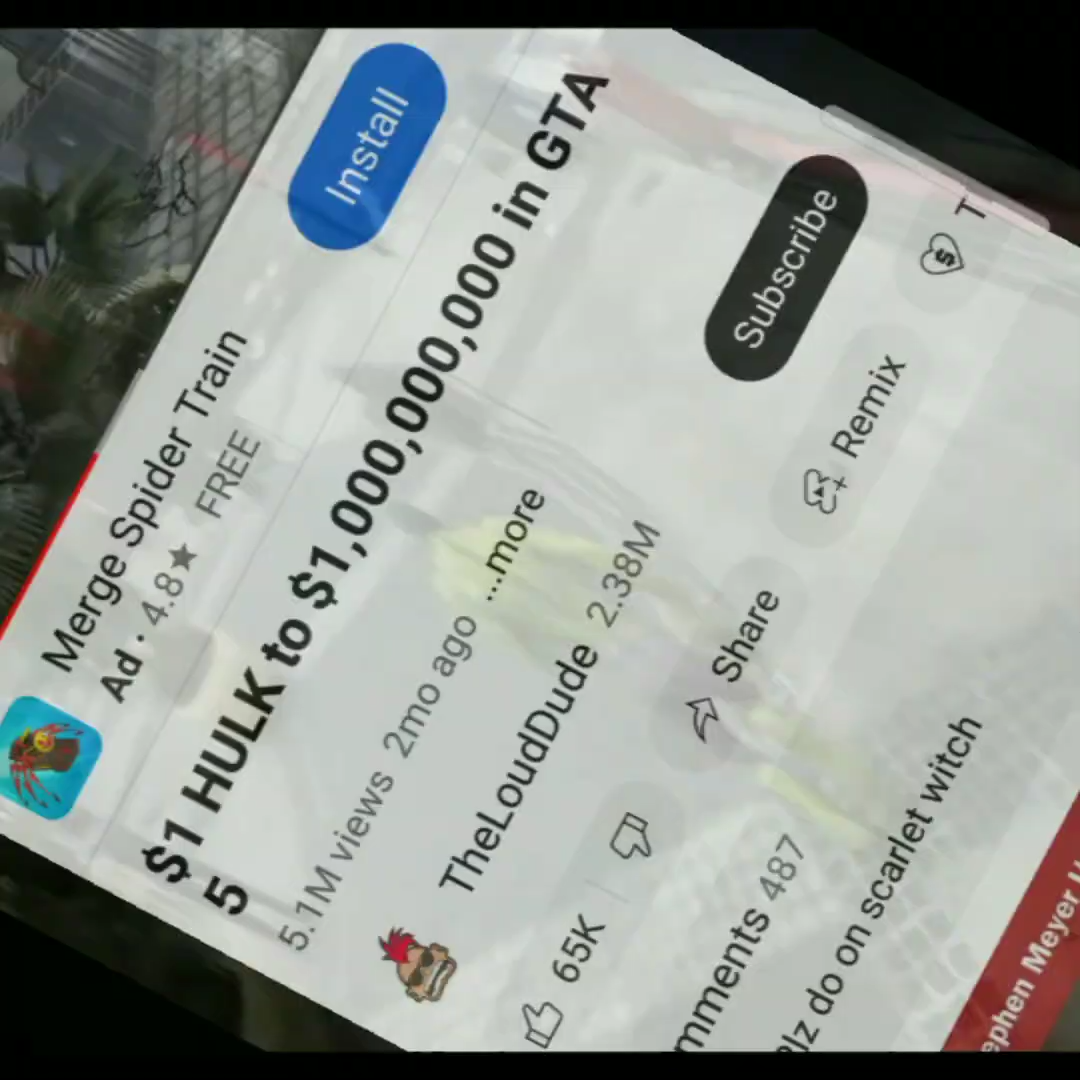 Merge Spider Train
Ad · 4.8★ FREE
Install
$1 HULK to $1,000,000,000 in GTA
5
5.1M views 2mo ago ...more
TheLoudDude 2.38M
Subscribe
65K
Share
Remix
mments 487
do on scarlet witch
Meyer